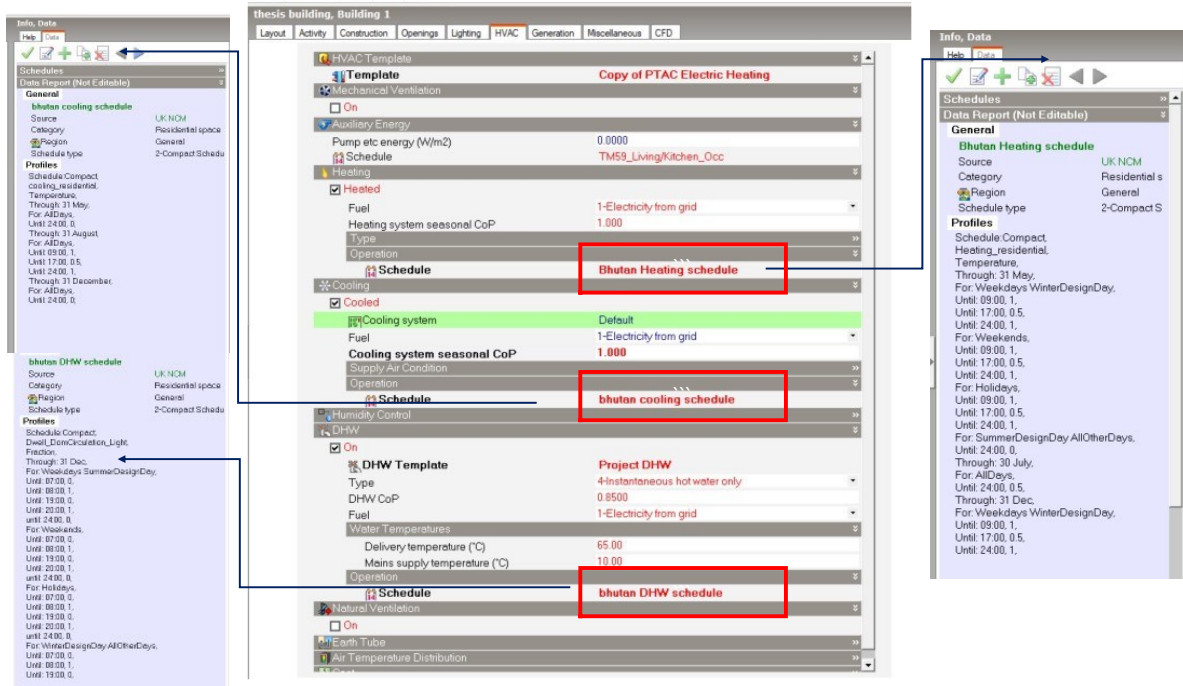 Info, Data
Help Data
Schedules
Data Report (Not Editable)
General
bhutan cooling schedule
Source UK NCM
Category Residential space
Region General
Schedule type 2-Compact Schedu
Profiles
Schedule:Compact,
cooling_residential,
Temperature,
Through: 31 May,
For: AllDays,
Until: 24:00, 0,
Through: 31 August,
For: AllDays,
Until: 09:00, 1,
Until: 17:00, 0.5,
Until: 24:00, 1,
Through: 31 December,
For: AllDays,
Until: 24:00, 0;
bhutan DHW schedule
Source UK NCM
Category Residential space
Region General
Schedule type 2-Compact Schedu
Profiles
Schedule:Compact,
Dwell_DomCirculation_Light,
Fraction,
Through: 31 Dec,
For: Weekdays SummerDesignDay,
Until: 07:00, 0,
Until: 08:00, 1,
Until: 19:00, 0,
Until: 20:00, 1,
until: 24:00, 0,
For: Weekends,
Until: 07:00, 0,
Until: 08:00, 1,
Until: 19:00, 0,
Until: 20:00, 1,
until: 24:00, 0,
For: Holidays,
Until: 07:00, 0,
Until: 08:00, 1,
Until: 19:00, 0,
Until: 20:00, 1,
until: 24:00, 0,
For: WinterDesignDay AllOtherDays,
Until: 07:00, 0,
Until: 08:00, 1,
Until: 19:00, 0,
thesis building, Building 1
Layout Activity Construction Openings Lighting HVAC Generation Miscellaneous CFD
HVAC Template
Template Copy of PTAC Electric Heating
Mechanical Ventilation
On
Auxiliary Energy
Pump etc energy (W/m2) 0.0000
Schedule TM59_Living/Kitchen_Occ
Heating
Heated
Fuel 1-Electricity from grid
Heating system seasonal CoP 1.000
Type
Operation
Schedule Bhutan Heating schedule
Cooling
Cooled
Cooling system Default
Fuel 1-Electricity from grid
Cooling system seasonal CoP 1.000
Supply Air Condition
Operation
Schedule bhutan cooling schedule
Humidity Control
DHW
On
DHW Template Project DHW
Type 4-Instantaneous hot water only
DHW CoP 0.8500
Fuel 1-Electricity from grid
Water Temperatures
Delivery temperature (°C) 65.00
Mains supply temperature (°C) 10.00
Operation
Schedule bhutan DHW schedule
Natural Ventilation
On
Earth Tube
Air Temperature Distribution
Info, Data
Help Data
Schedules
Data Report (Not Editable)
General
Bhutan Heating schedule
Source UK NCM
Category Residential s
Region General
Schedule type 2-Compact S
Profiles
Schedule:Compact,
Heating_residential,
Temperature,
Through: 31 May,
For: Weekdays WinterDesignDay,
Until: 09:00, 1,
Until: 17:00, 0.5,
Until: 24:00, 1,
For: Weekends,
Until: 09:00, 1,
Until: 17:00, 0.5,
Until: 24:00, 1,
For: Holidays,
Until: 09:00, 1,
Until: 17:00, 0.5,
Until: 24:00, 1,
For: SummerDesignDay AllOtherDays,
Until: 24:00, 0,
Through: 30 July,
For: AllDays,
Until: 24:00, 0.5,
Through: 31 Dec,
For: Weekdays WinterDesignDay,
Until: 09:00, 1,
Until: 17:00, 0.5,
Until: 24:00, 1,